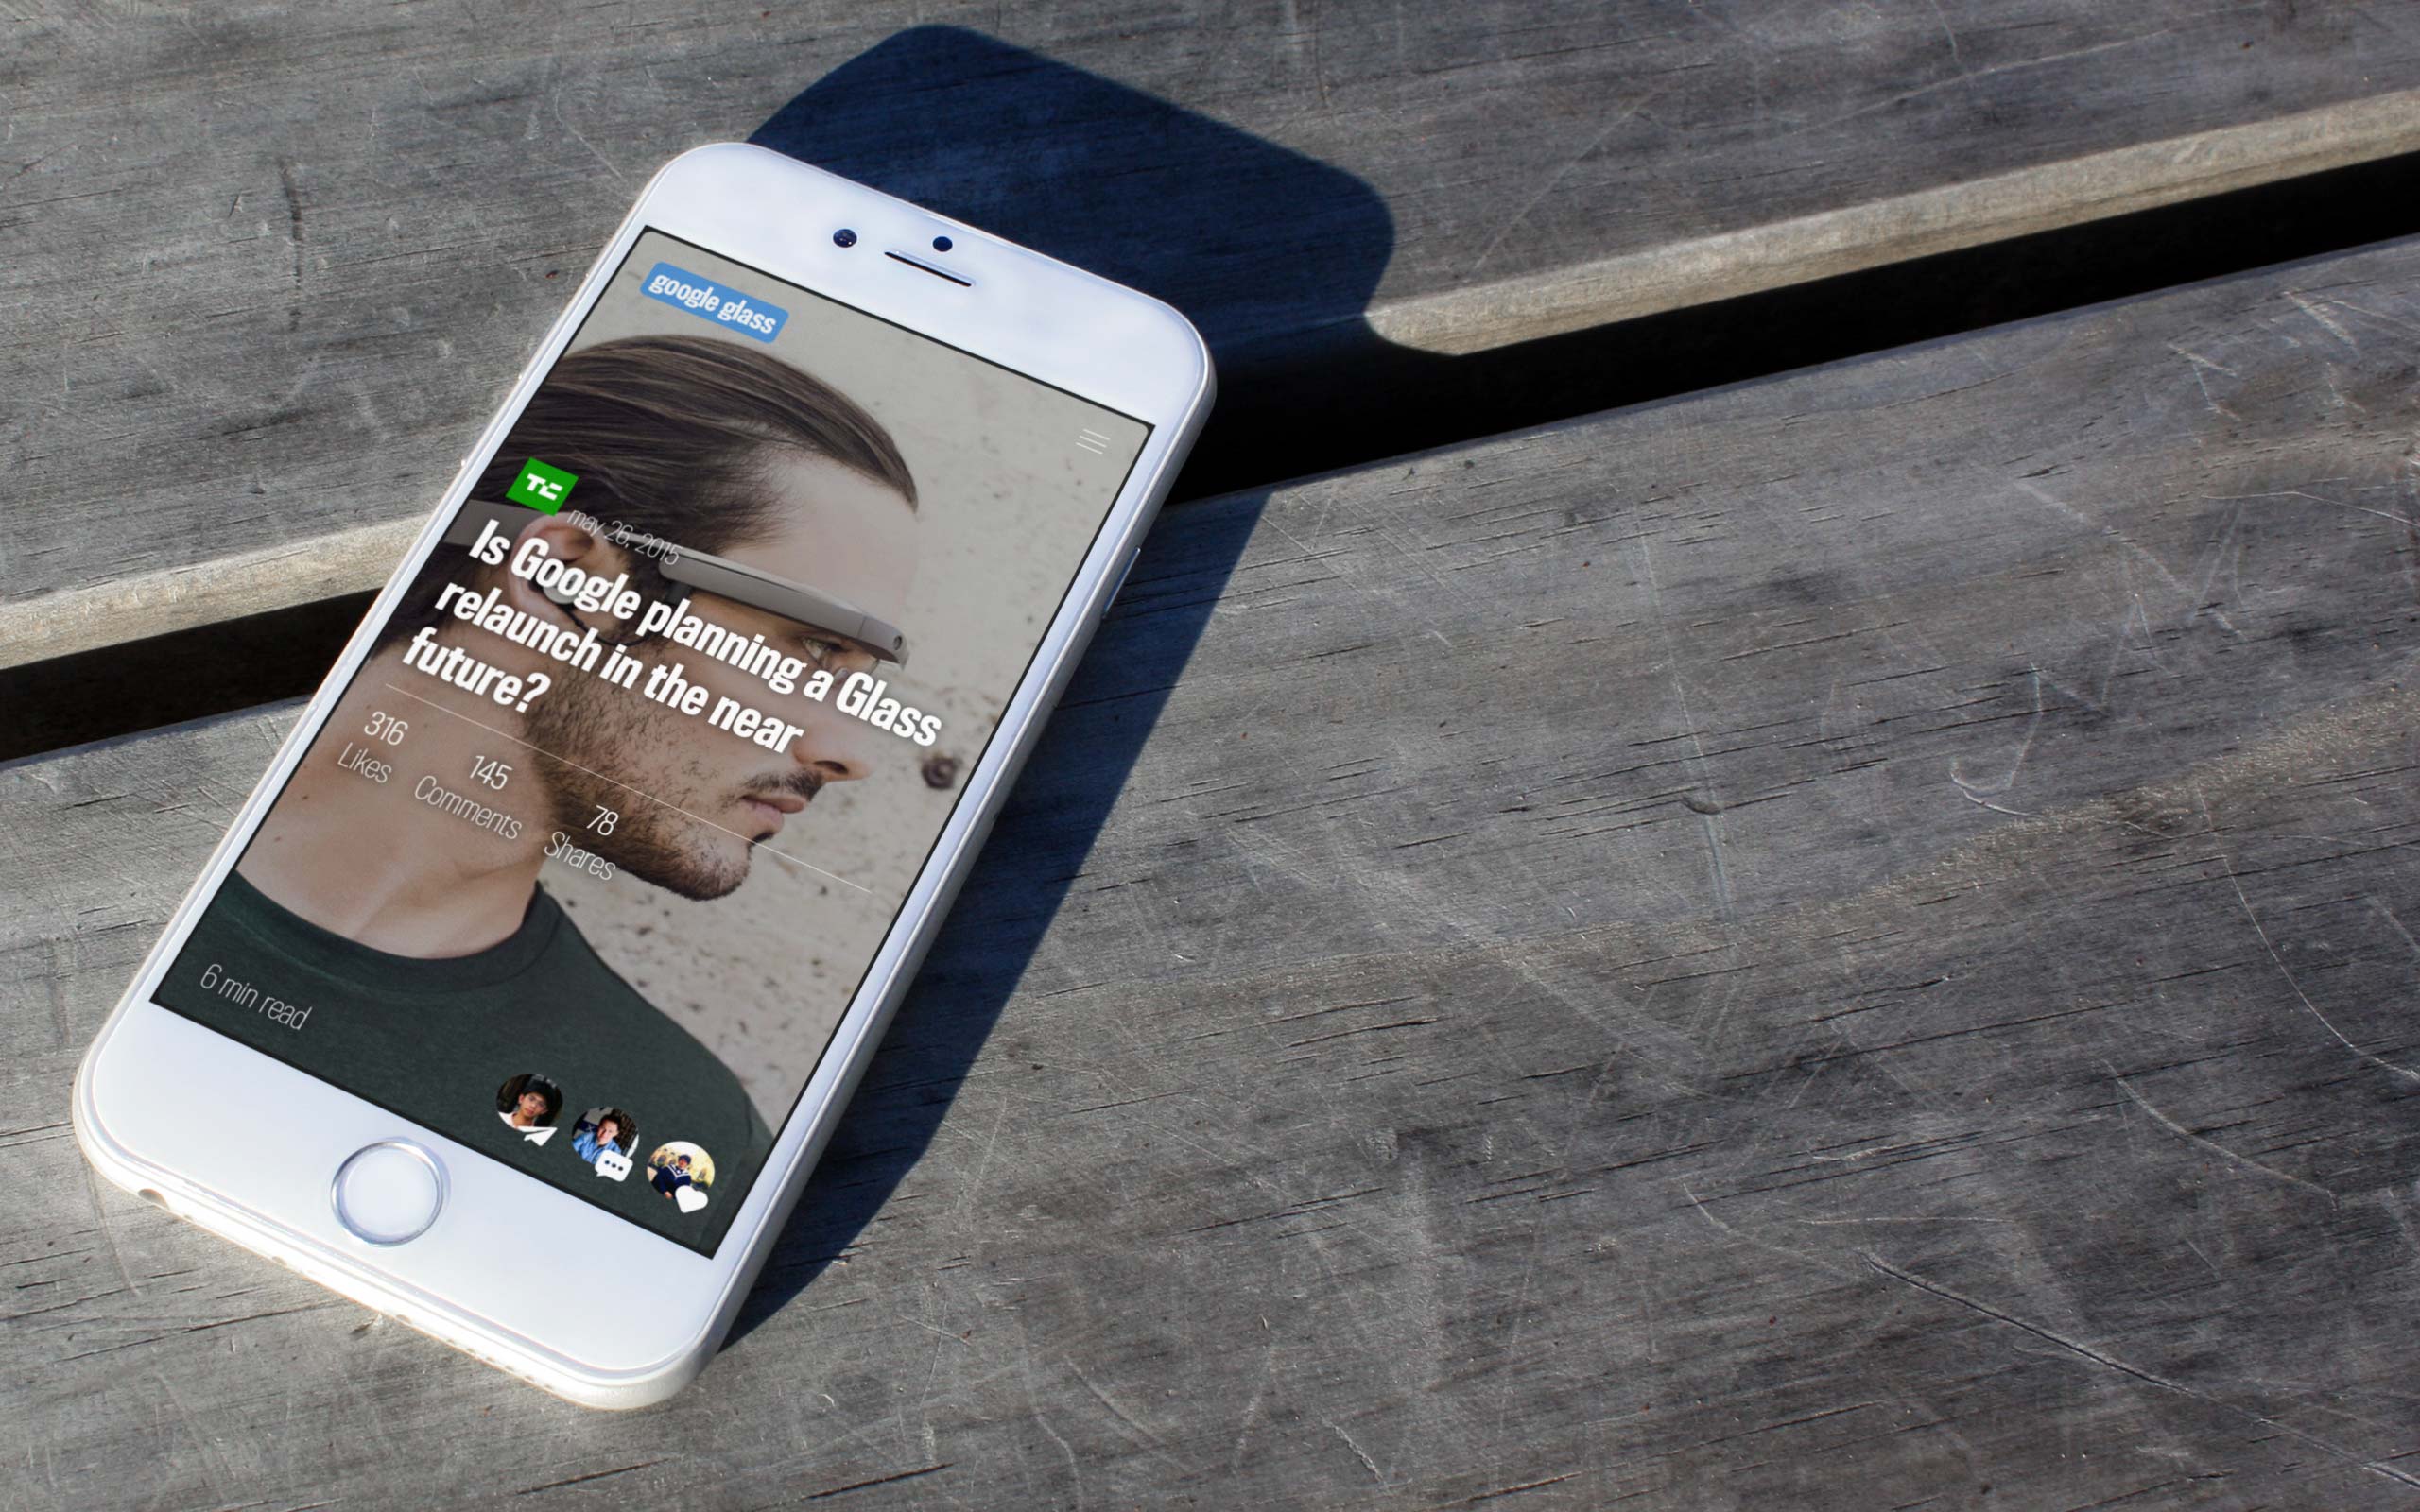 google glass
TC
may 26, 2015
Is Google planning a Glass
relaunch in the near
future?
316
Likes
145
Comments
78
Shares
6 min read